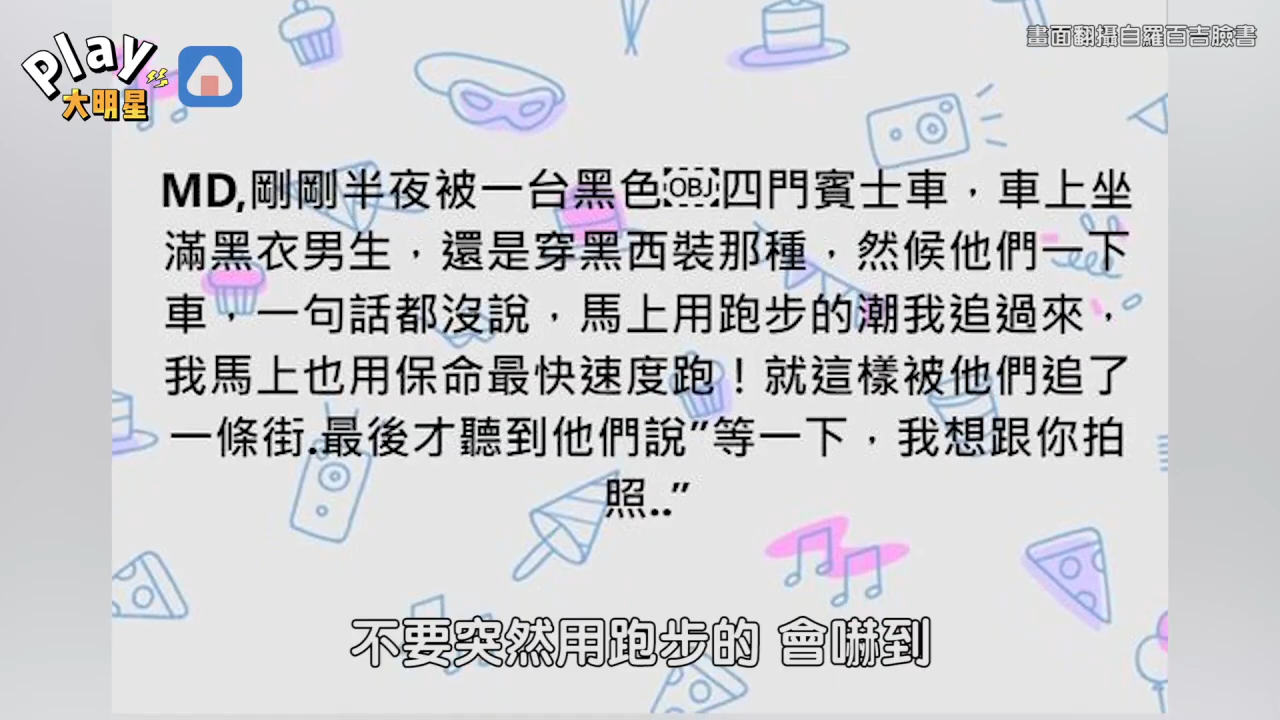 Play
大明星
畫面翻攝自羅百吉臉書
MD,剛剛半夜被一台黑色OBJ四門賓士車，車上坐
滿黑衣男生，還是穿黑西裝那種，然候他們一下
車，一句話都沒說，馬上用跑步的潮我追過來，
我馬上也用保命最快速度跑！就這樣被他們追了
一條街.最後才聽到他們說”等一下，我想跟你拍
照..”
不要突然用跑步的 會嚇到